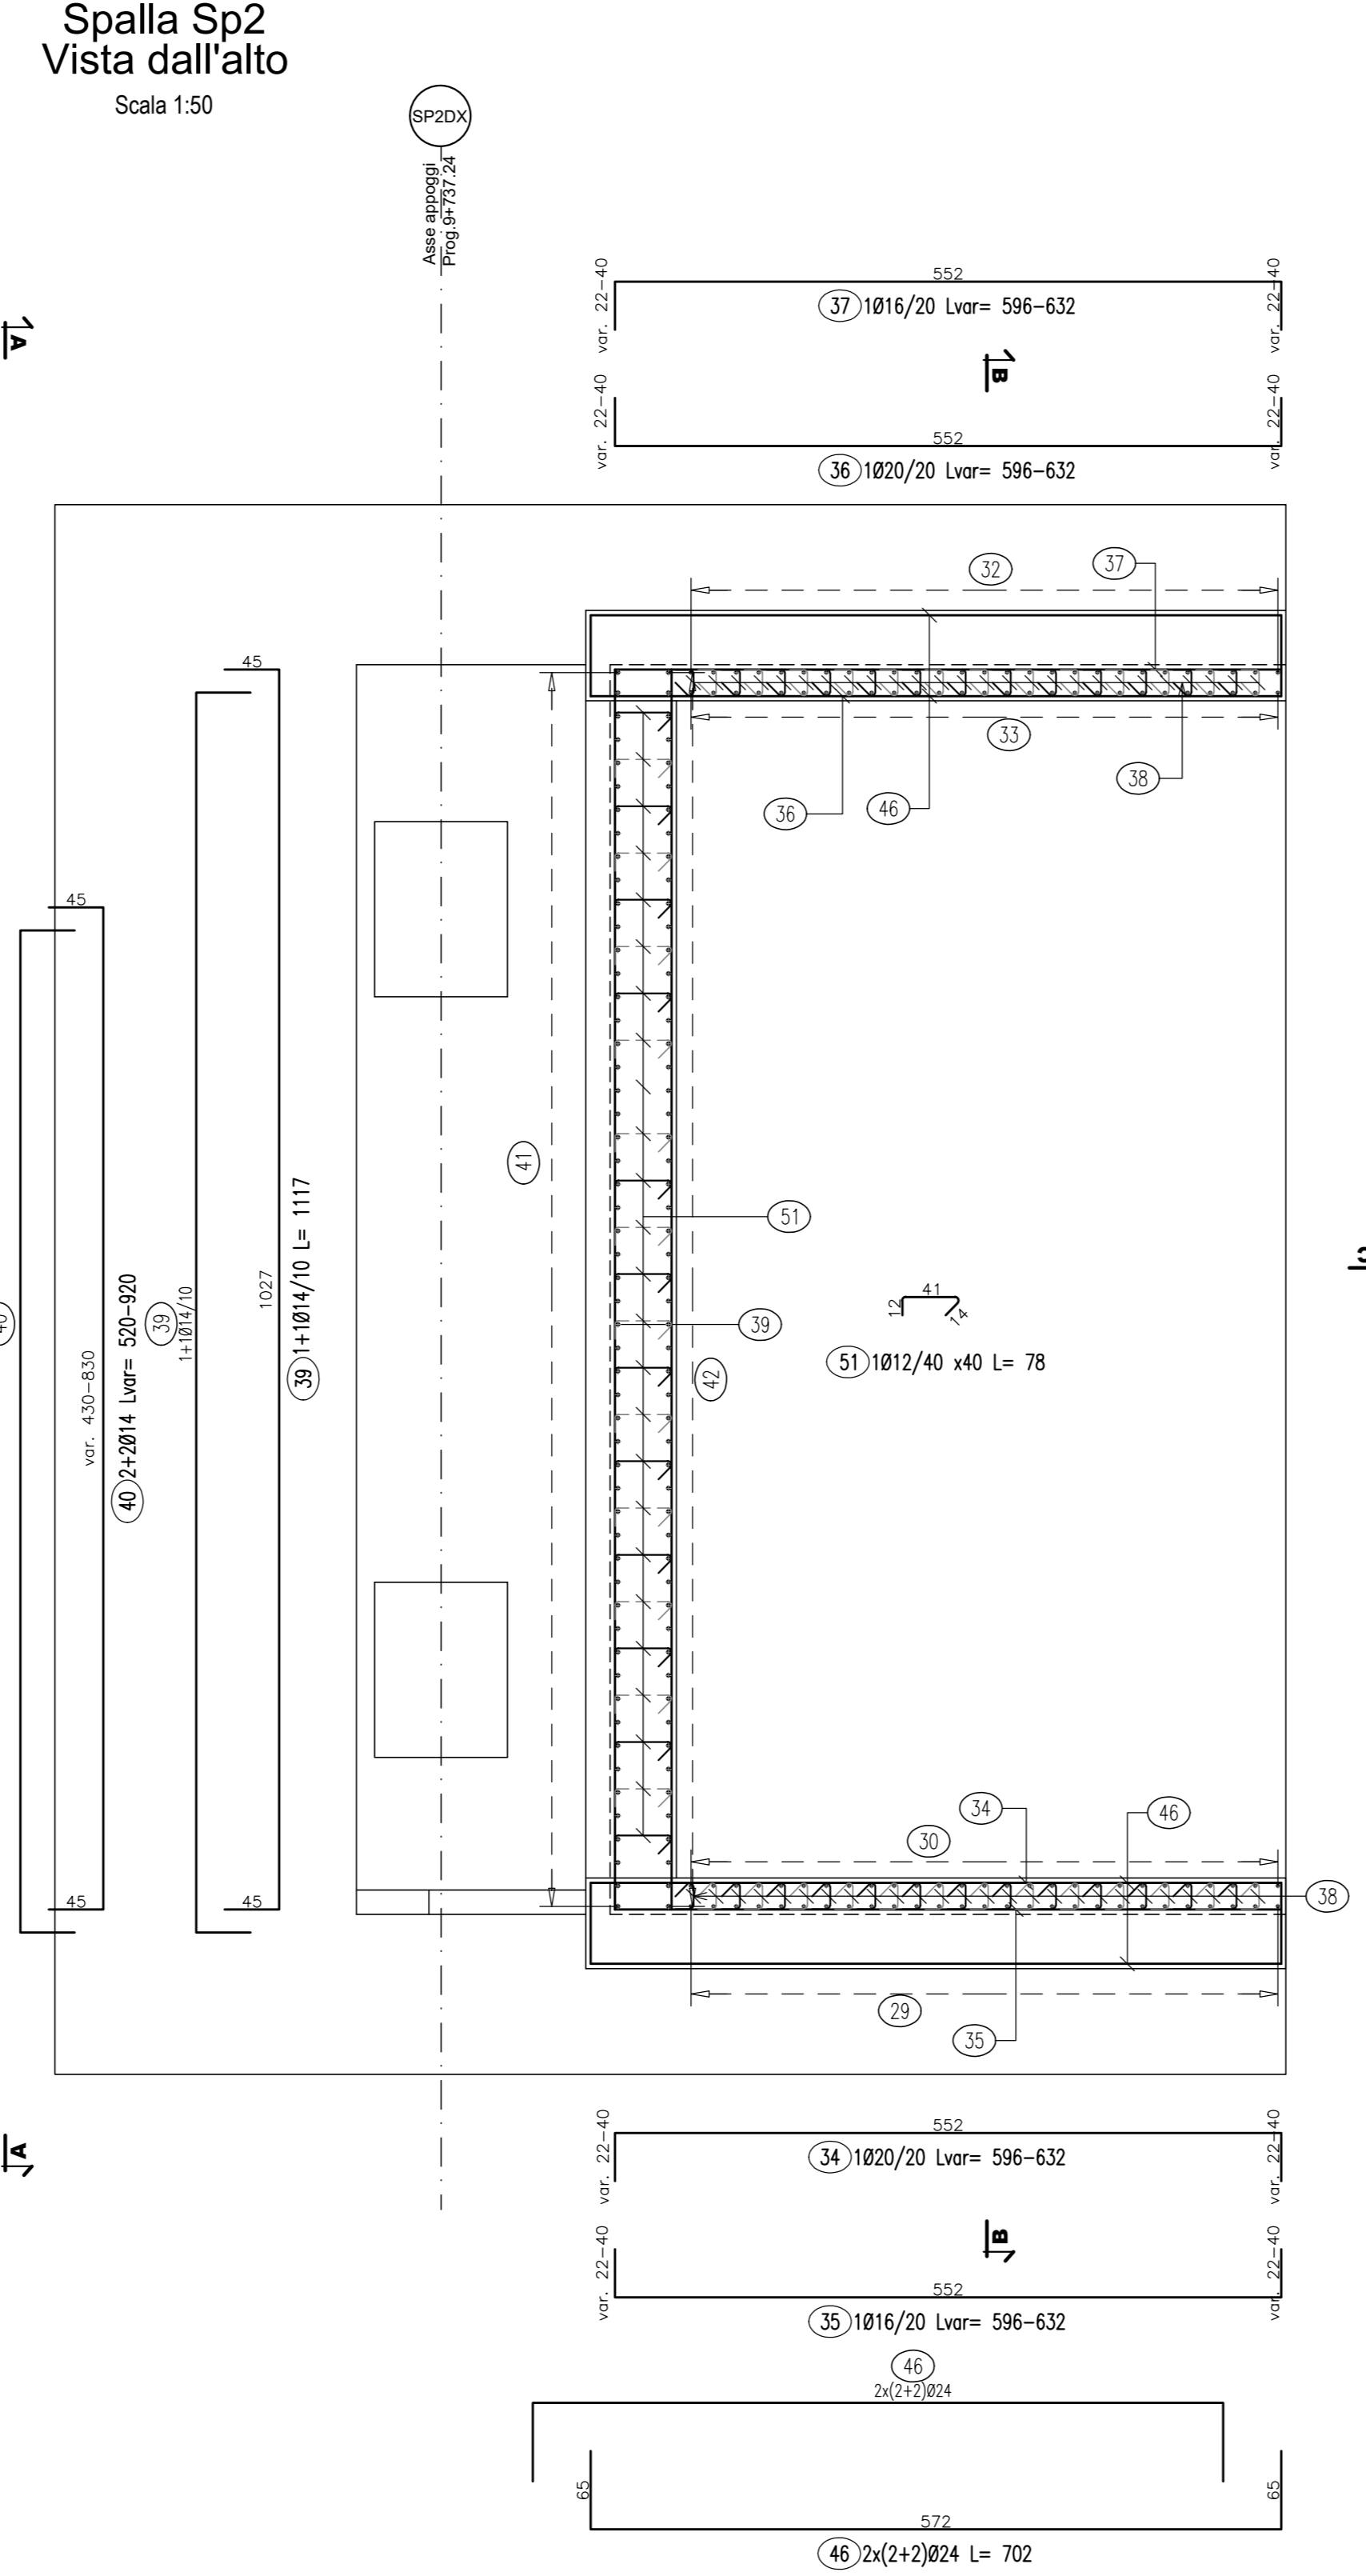 Spalla Sp2
Vista dall'alto
Scala 1:50
SP2DX
Asse appoggi
Prog.9+737.24
A
552
var. 22-40
var. 22-40
37 1Ø16/20 Lvar= 596-632
B
var. 22-40
var. 22-40
552
36 1Ø20/20 Lvar= 596-632
32
37
33
38
36
46
45
45
41
51
39
42
41
12
14
51 1Ø12/40 x40 L= 78
C
40
var. 430-830
40 2+2Ø14 Lvar= 520-920
39
1+1Ø14/10
1027
39 1+1Ø14/10 L= 1117
45
45
34
46
30
38
29
35
A
552
var. 22-40
var. 22-40
34 1Ø20/20 Lvar= 596-632
B
var. 22-40
var. 22-40
552
35 1Ø16/20 Lvar= 596-632
46
2x(2+2)Ø24
65
65
572
46 2x(2+2)Ø24 L= 702